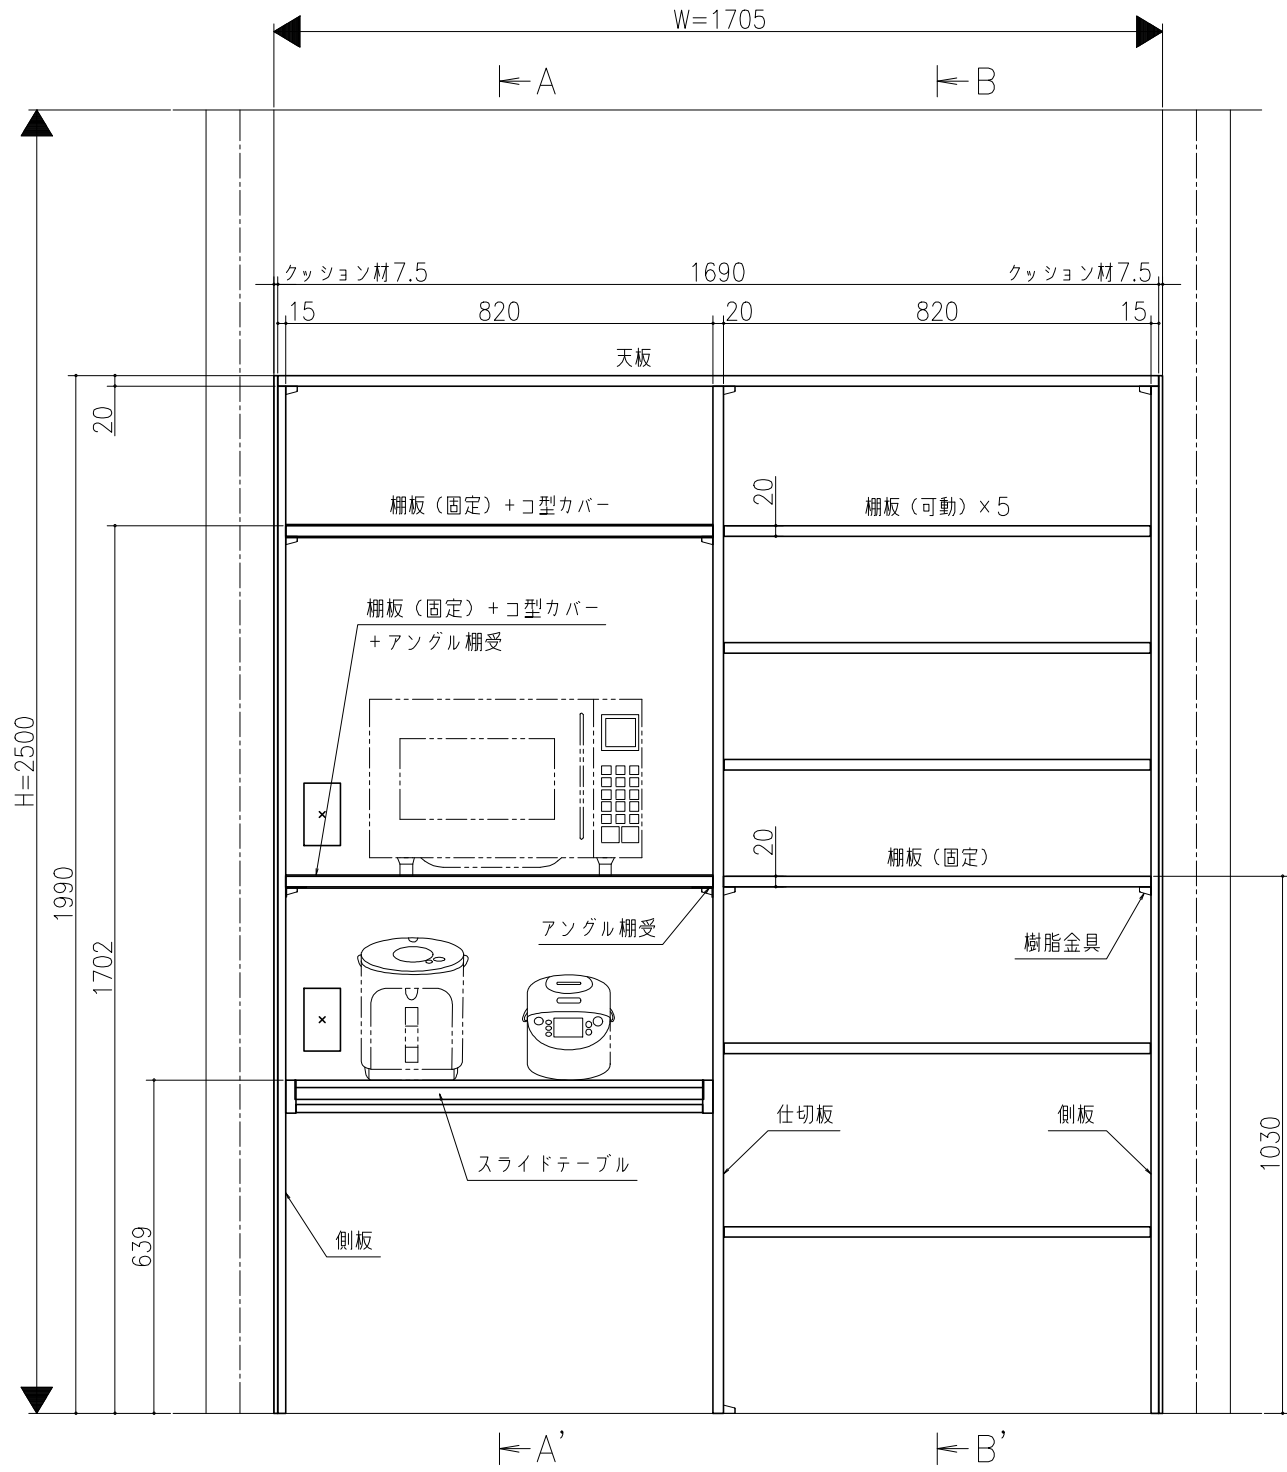 W=1705
A
B
クッション材7.5
1690
クッション材7.5
15
820
20
820
15
天板
20
棚板（固定）＋コ型カバー
20
棚板（可動）×5
棚板（固定）＋コ型カバー
＋アングル棚受
H=2500
1990
1702
20
棚板（固定）
アングル棚受
樹脂金具
スライドテーブル
仕切板
側板
1030
639
側板
A'
B'